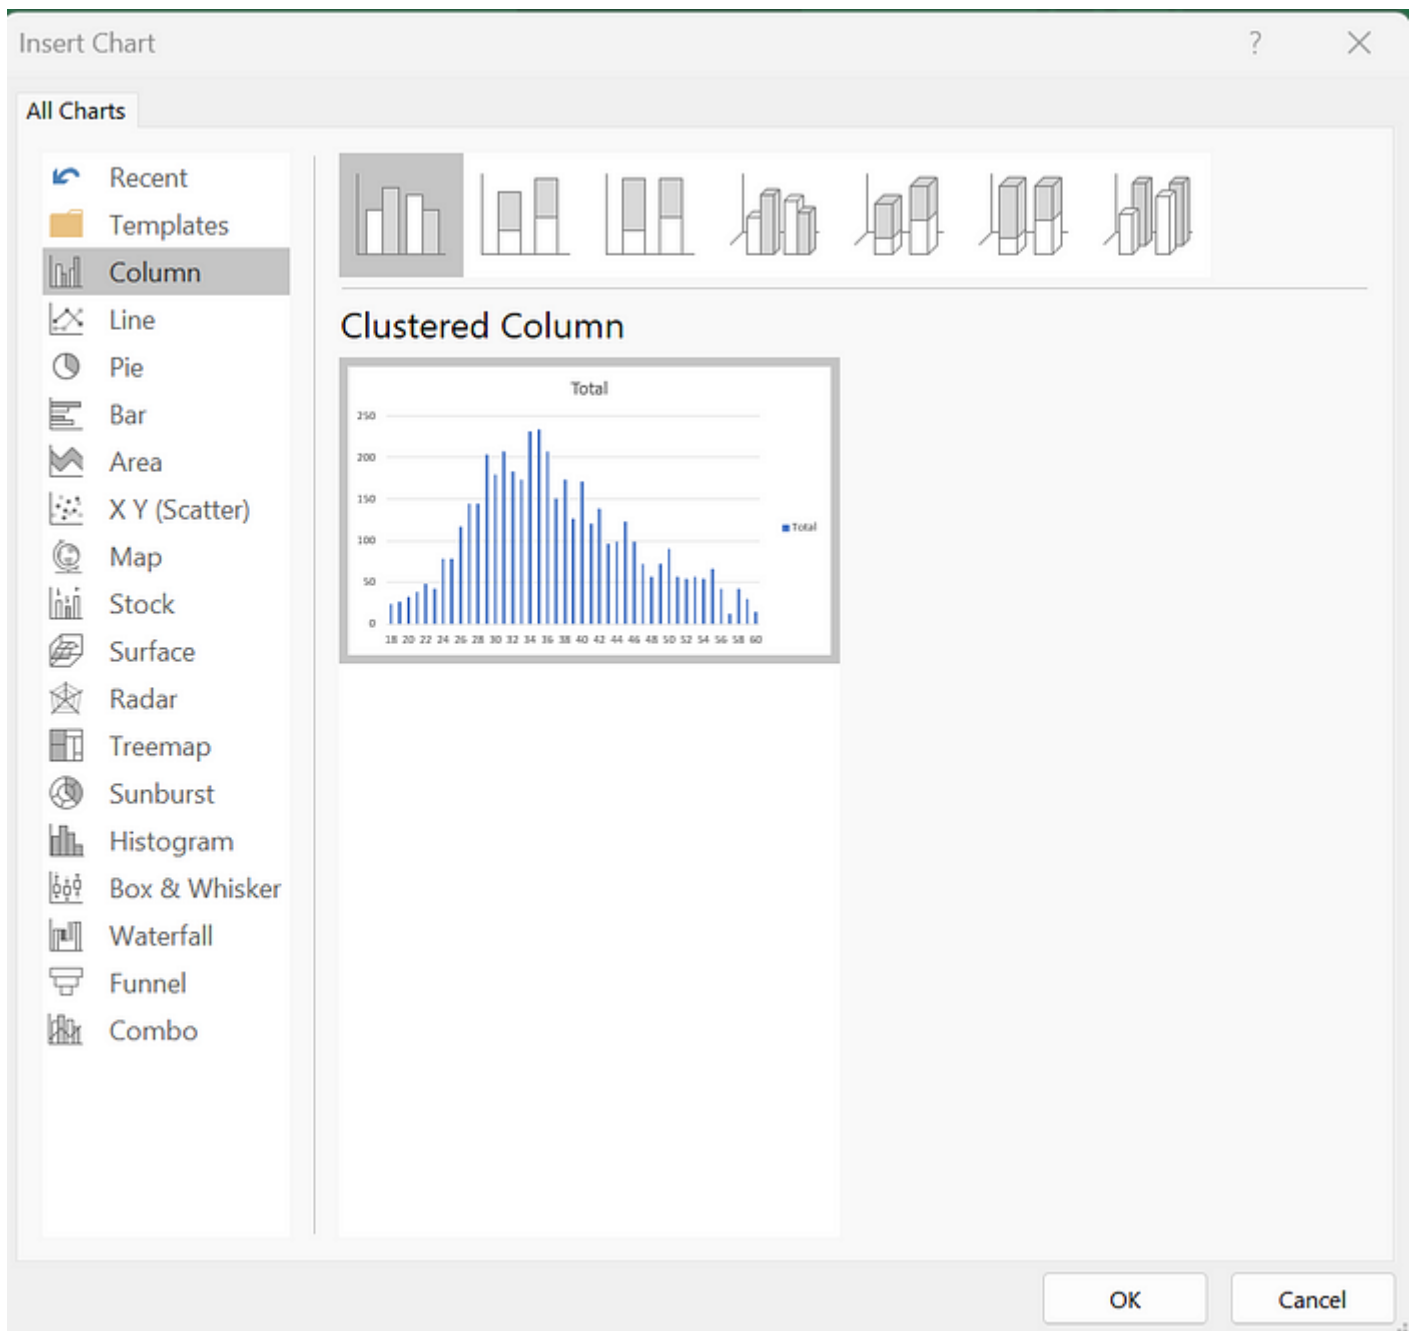 Insert Chart
?
All Charts
Recent
Templates
Column
Line
Pie
Bar
Area
X Y (Scatter)
Map
Stock
Surface
Radar
Treemap
Sunburst
Histogram
Box & Whisker
Waterfall
Funnel
Combo
Clustered Column
Total
250
200
150
100
50
0
18 20 22 24 26 28 30 32 34 36 38 40 42 44 46 48 50 52 54 56 58 60
Total
OK Cancel